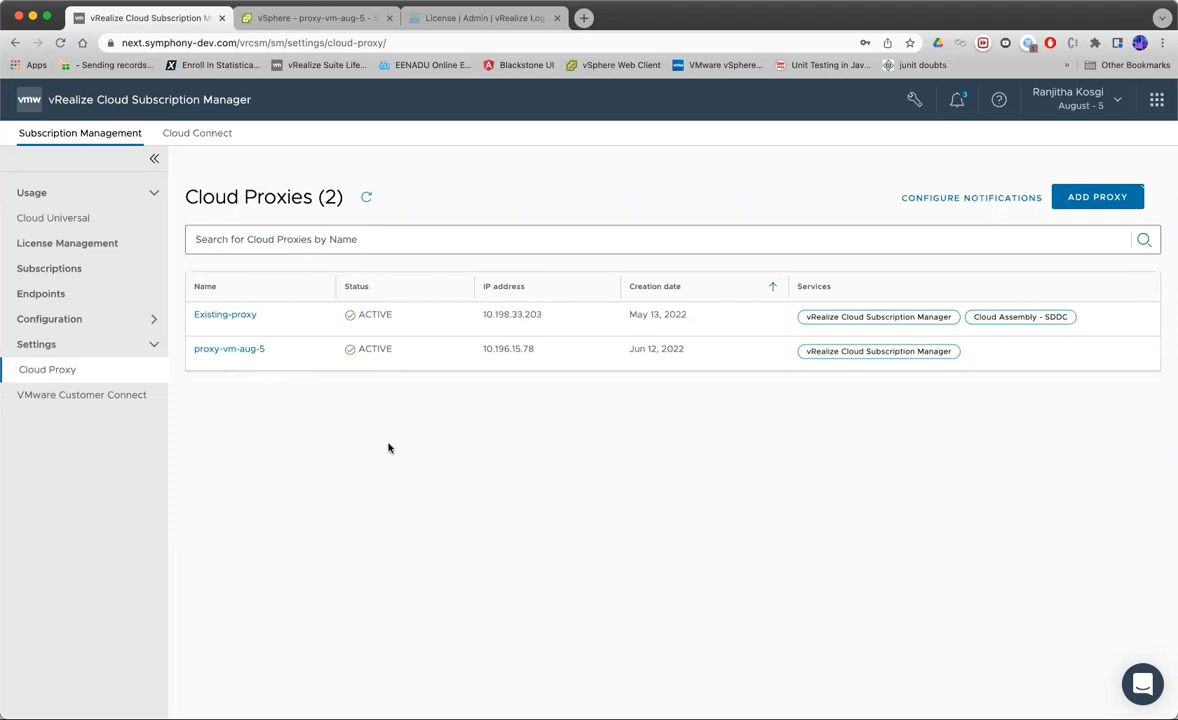 vRealize Cloud Subscription M
vSphere - proxy-vm-aug-5 - S
License | Admin | vRealize Log
next.symphony-dev.com/vrcsm/sm/settings/cloud-proxy/
Apps
- Sending records...
Enroll In Statistica...
vRealize Suite Life...
EENADU Online E...
Blackstone UI
vSphere Web Client
VMware vSphere...
Unit Testing in Jav...
junit doubts
»
Other Bookmarks
vmw vRealize Cloud Subscription Manager
3
Ranjitha Kosgi
August - 5
Subscription Management
Cloud Connect
Usage
Cloud Universal
License Management
Subscriptions
Endpoints
Configuration
Settings
Cloud Proxy
VMware Customer Connect
Cloud Proxies (2)
CONFIGURE NOTIFICATIONS
ADD PROXY
Search for Cloud Proxies by Name
Name Status IP address Creation date Services
Existing-proxy ACTIVE 10.198.33.203 May 13, 2022 vRealize Cloud Subscription Manager Cloud Assembly - SDDC
proxy-vm-aug-5 ACTIVE 10.196.15.78 Jun 12, 2022 vRealize Cloud Subscription Manager